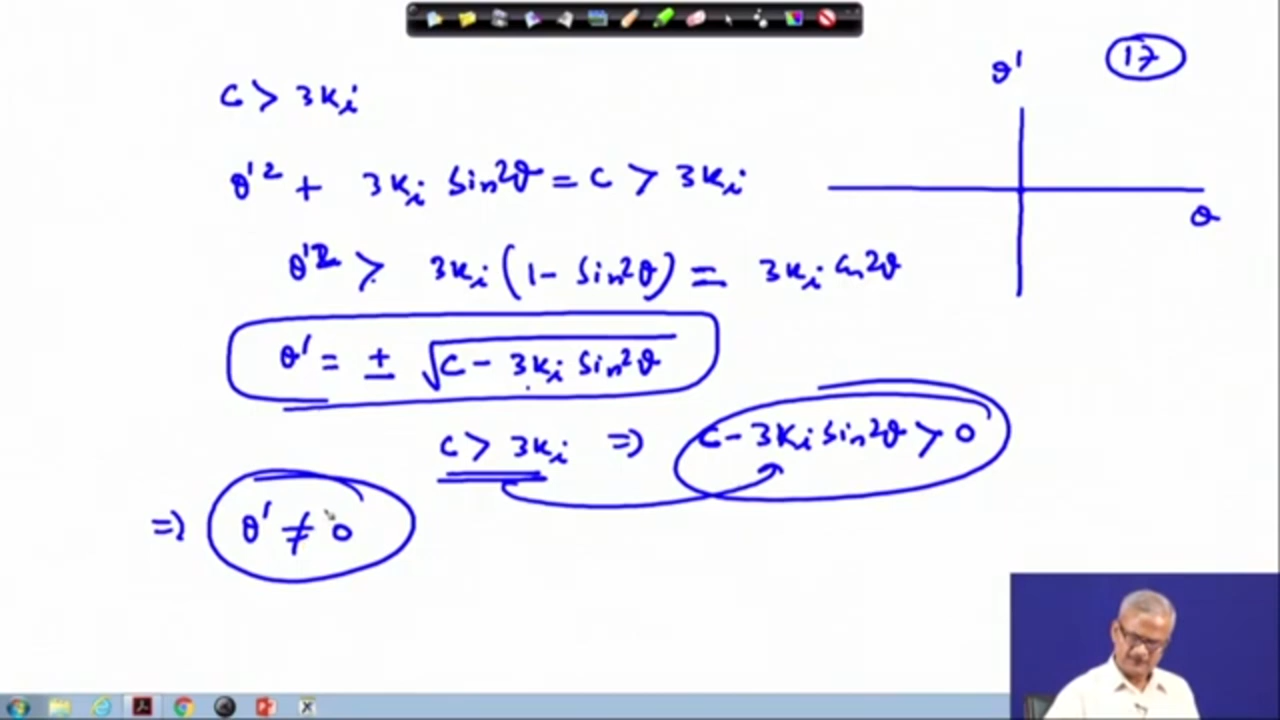 θ' (17)
C > 3Kᵢ
θ'² + 3Kᵢ Sin²θ = C > 3Kᵢ
θ
θ'² > 3Kᵢ (1 - Sin²θ) = 3Kᵢ Cos²θ
θ' = ± √(C - 3Kᵢ Sin²θ)
C > 3Kᵢ ⇒ C - 3Kᵢ Sin²θ > 0
⇒ θ' ≠ 0